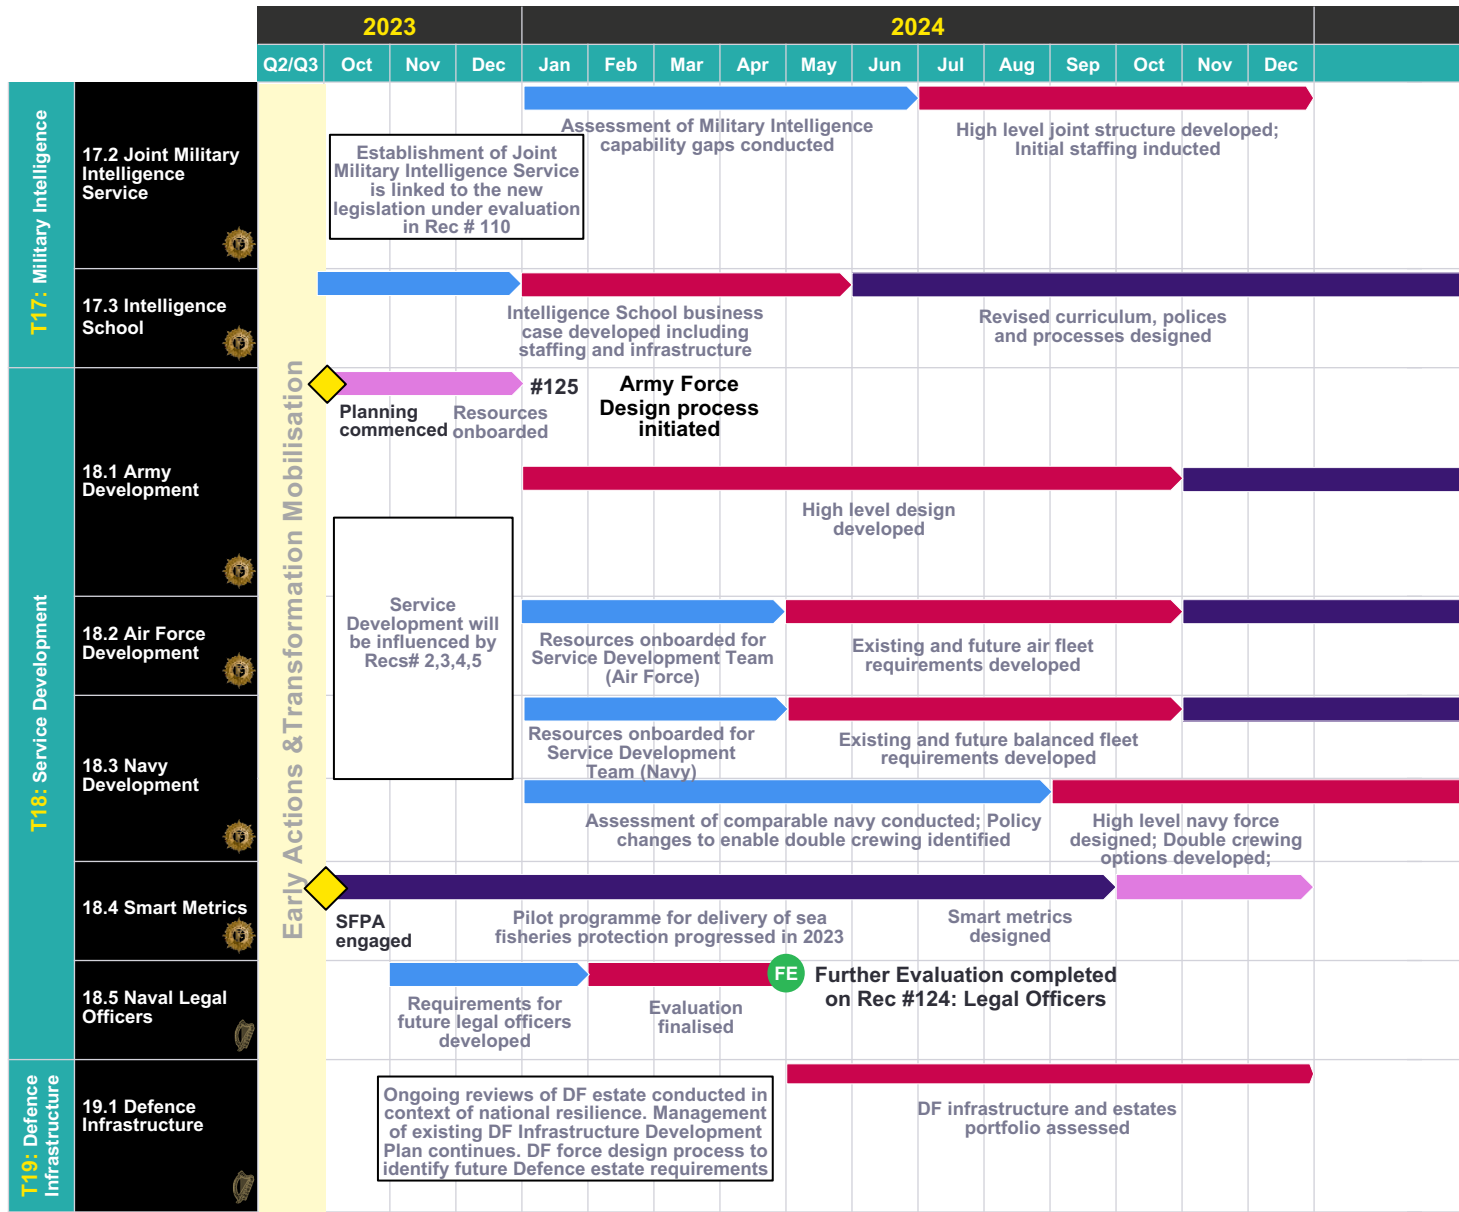 2023
2024
Q2/Q3 Oct Nov Dec Jan Feb Mar Apr May Jun Jul Aug Sep Oct Nov Dec
Early Actions &Transformation Mobilisation
T17: Military Intelligence
17.2 Joint Military
Intelligence
Service
Establishment of Joint
Military Intelligence Service
is linked to the new
legislation under evaluation
in Rec # 110
Assessment of Military Intelligence
capability gaps conducted
High level joint structure developed;
Initial staffing inducted
17.3 Intelligence
School
Intelligence School business
case developed including
staffing and infrastructure
Revised curriculum, polices
and processes designed
T18: Service Development
18.1 Army
Development
Planning
commenced
Resources
onboarded
#125
Army Force
Design process
initiated
High level design
developed
Service
Development will
be influenced by
Recs# 2,3,4,5
18.2 Air Force
Development
Resources onboarded for
Service Development Team
(Air Force)
Existing and future air fleet
requirements developed
18.3 Navy
Development
Resources onboarded for
Service Development
Team (Navy)
Existing and future balanced fleet
requirements developed
Assessment of comparable navy conducted; Policy
changes to enable double crewing identified
High level navy force
designed; Double crewing
options developed;
18.4 Smart Metrics
SFPA
engaged
Pilot programme for delivery of sea
fisheries protection progressed in 2023
Smart metrics
designed
18.5 Naval Legal
Officers
Requirements for
future legal officers
developed
Evaluation
finalised
FE
Further Evaluation completed
on Rec #124: Legal Officers
T19: Defence
Infrastructure
19.1 Defence
Infrastructure
Ongoing reviews of DF estate conducted in
context of national resilience. Management
of existing DF Infrastructure Development
Plan continues. DF force design process to
identify future Defence estate requirements
DF infrastructure and estates
portfolio assessed